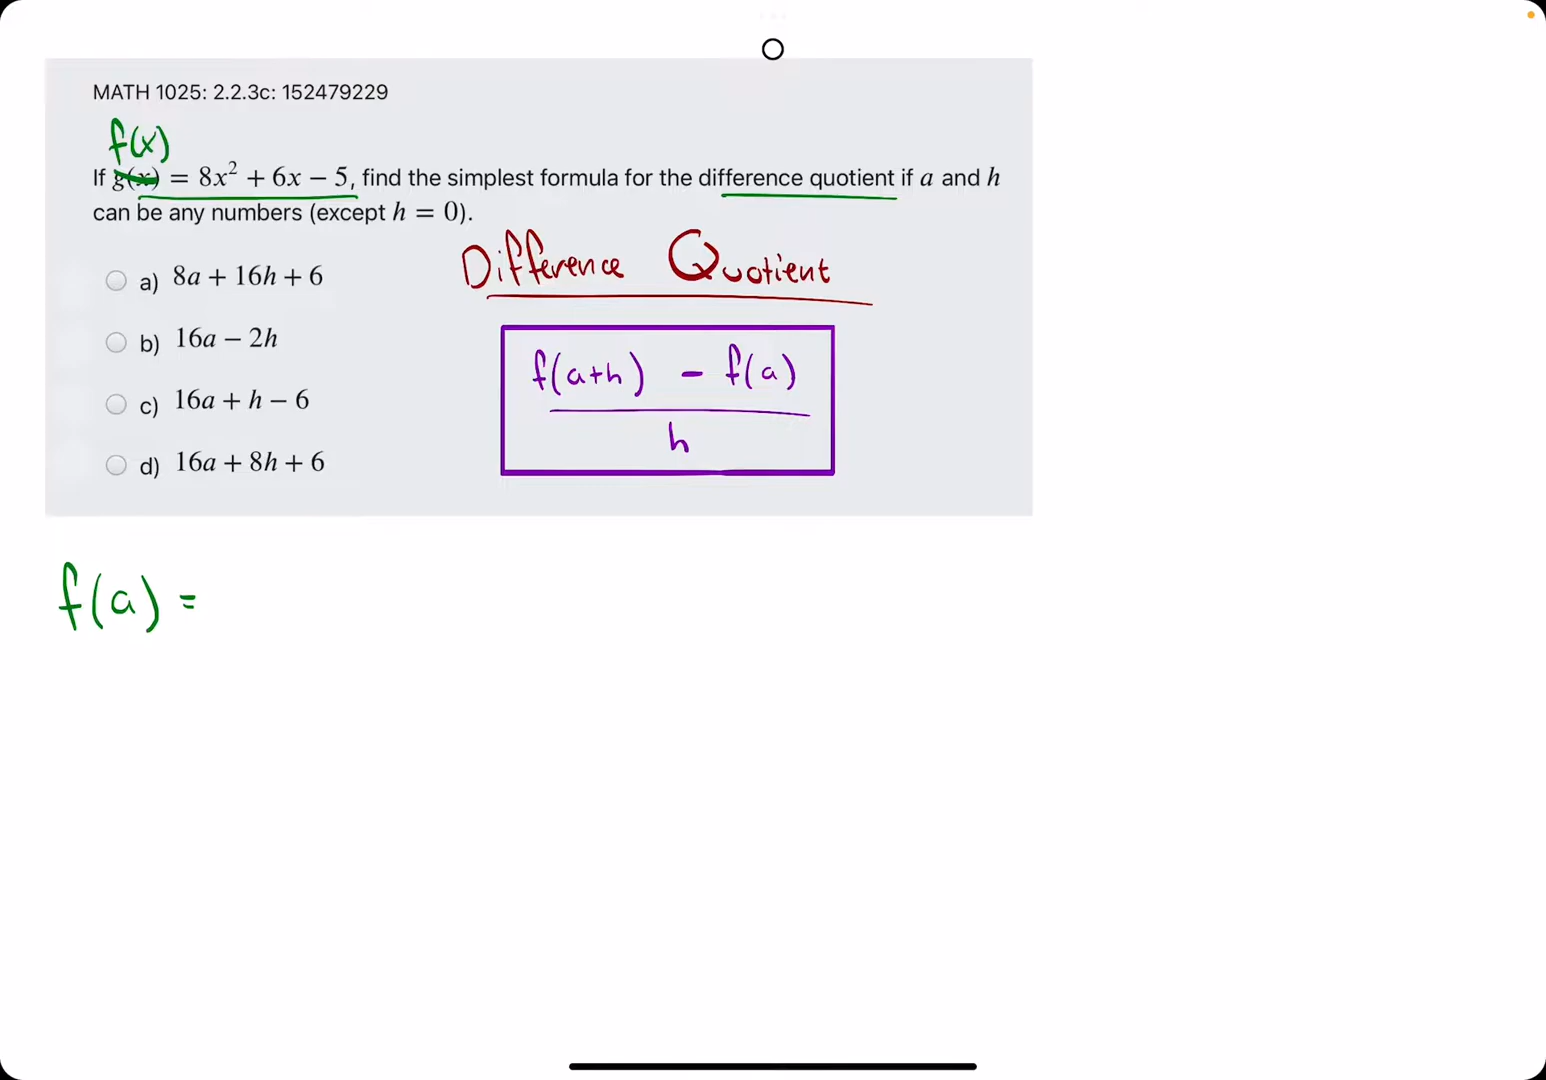 MATH 1025: 2.2.3c: 152479229
f(x)
If g(x) = 8x² + 6x − 5, find the simplest formula for the difference quotient if a and h
can be any numbers (except h = 0).
Difference Quotient
a) 8a + 16h + 6
b) 16a − 2h
c) 16a + h − 6
d) 16a + 8h + 6
f(a+h) − f(a)
h
f(a) =